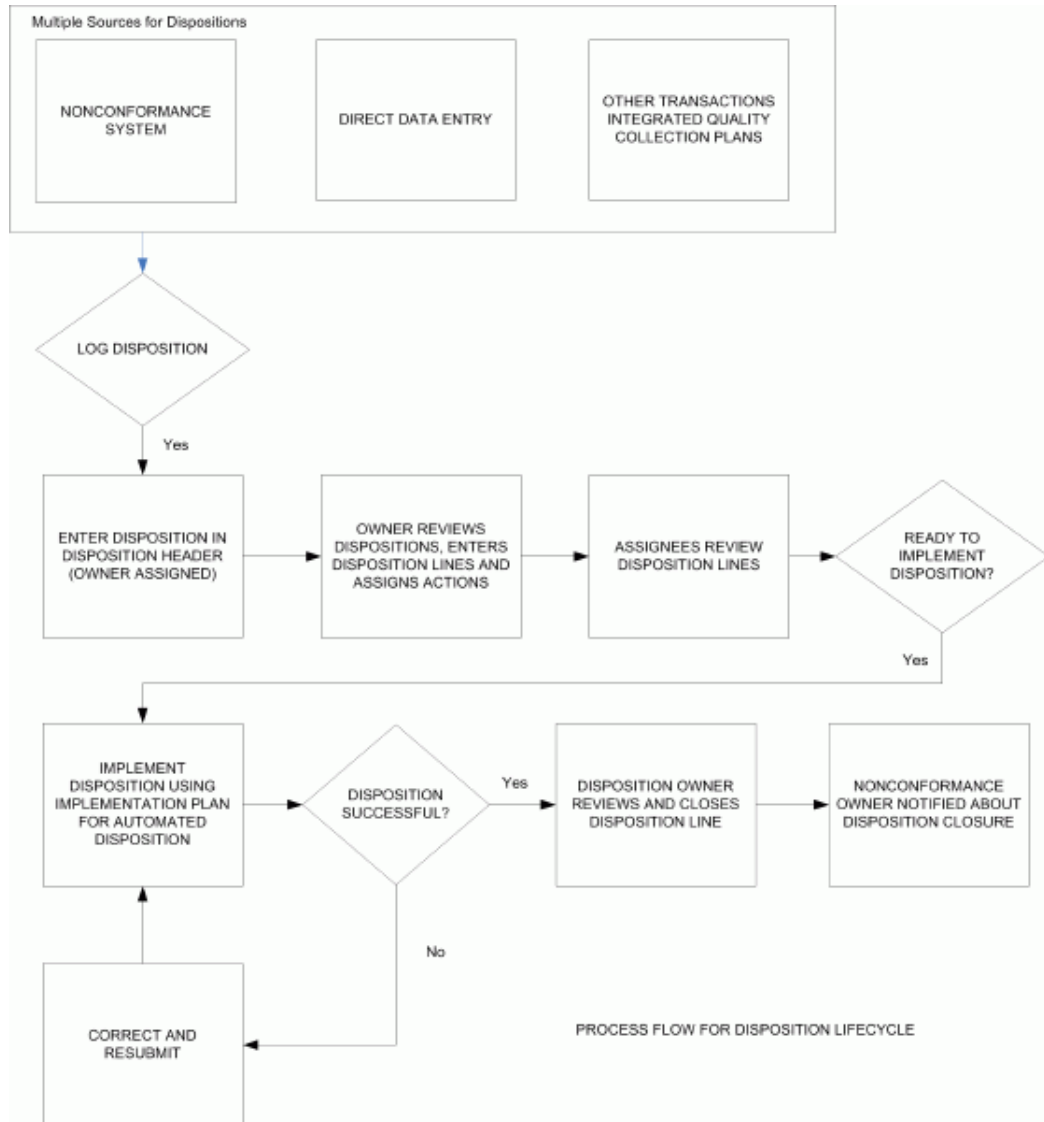 Multiple Sources for Dispositions
NONCONFORMANCE
SYSTEM
DIRECT DATA ENTRY
OTHER TRANSACTIONS
INTEGRATED QUALITY
COLLECTION PLANS
LOG DISPOSITION
Yes
ENTER DISPOSITION IN
DISPOSITION HEADER
(OWNER ASSIGNED)
OWNER REVIEWS
DISPOSITIONS, ENTERS
DISPOSITION LINES AND
ASSIGNS ACTIONS
ASSIGNEES REVIEW
DISPOSITION LINES
READY TO
IMPLEMENT
DISPOSITION?
Yes
IMPLEMENT
DISPOSITION USING
IMPLEMENTATION PLAN
FOR AUTOMATED
DISPOSITION
DISPOSITION
SUCCESSFUL?
Yes
DISPOSITION OWNER
REVIEWS AND CLOSES
DISPOSITION LINE
NONCONFORMANCE
OWNER NOTIFIED ABOUT
DISPOSITION CLOSURE
No
CORRECT AND
RESUBMIT
PROCESS FLOW FOR DISPOSITION LIFECYCLE